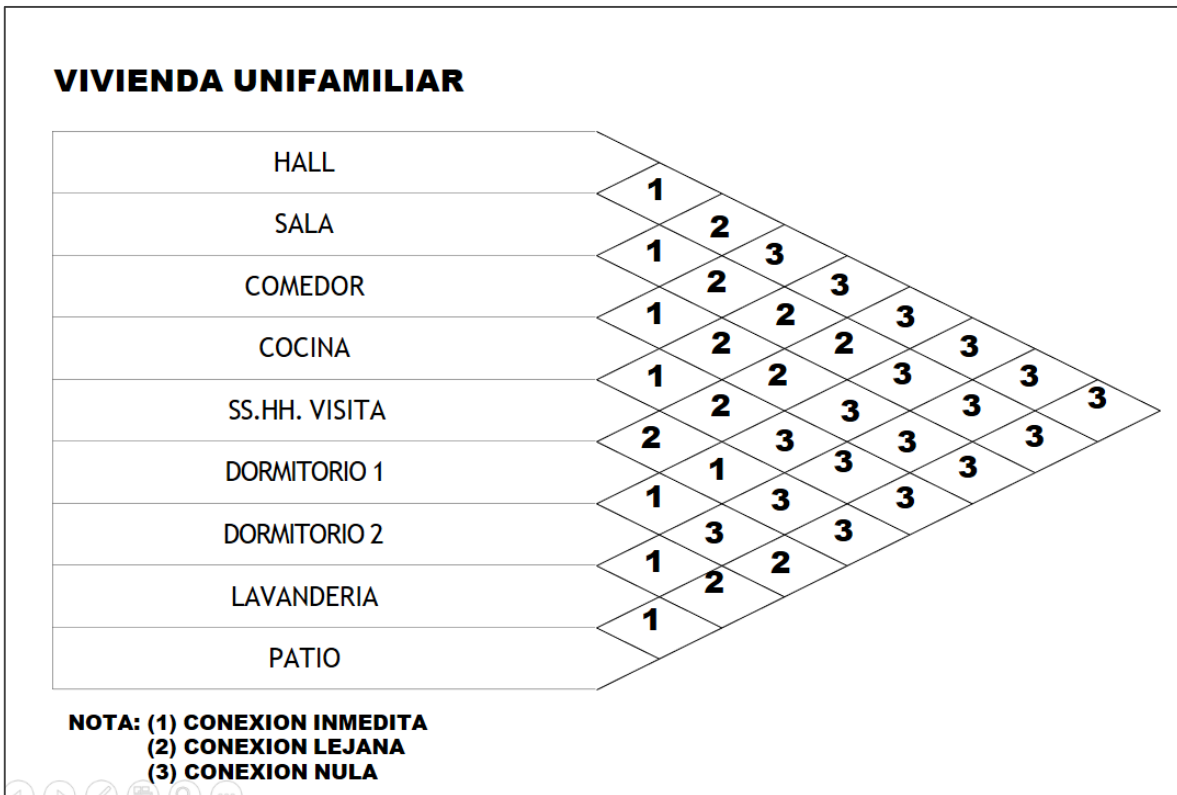 VIVIENDA UNIFAMILIAR
HALL
1
SALA 2
1 3
COMEDOR 2 3
1 2 3
COCINA 2 2 3
1 2 3 3
SS.HH. VISITA 2 3 3 3
2 3 3 3
DORMITORIO 1 1 3 3
1 3 3
DORMITORIO 2 3 3
1 2
LAVANDERIA 2
1
PATIO
NOTA: (1) CONEXION INMEDITA
(2) CONEXION LEJANA
(3) CONEXION NULA